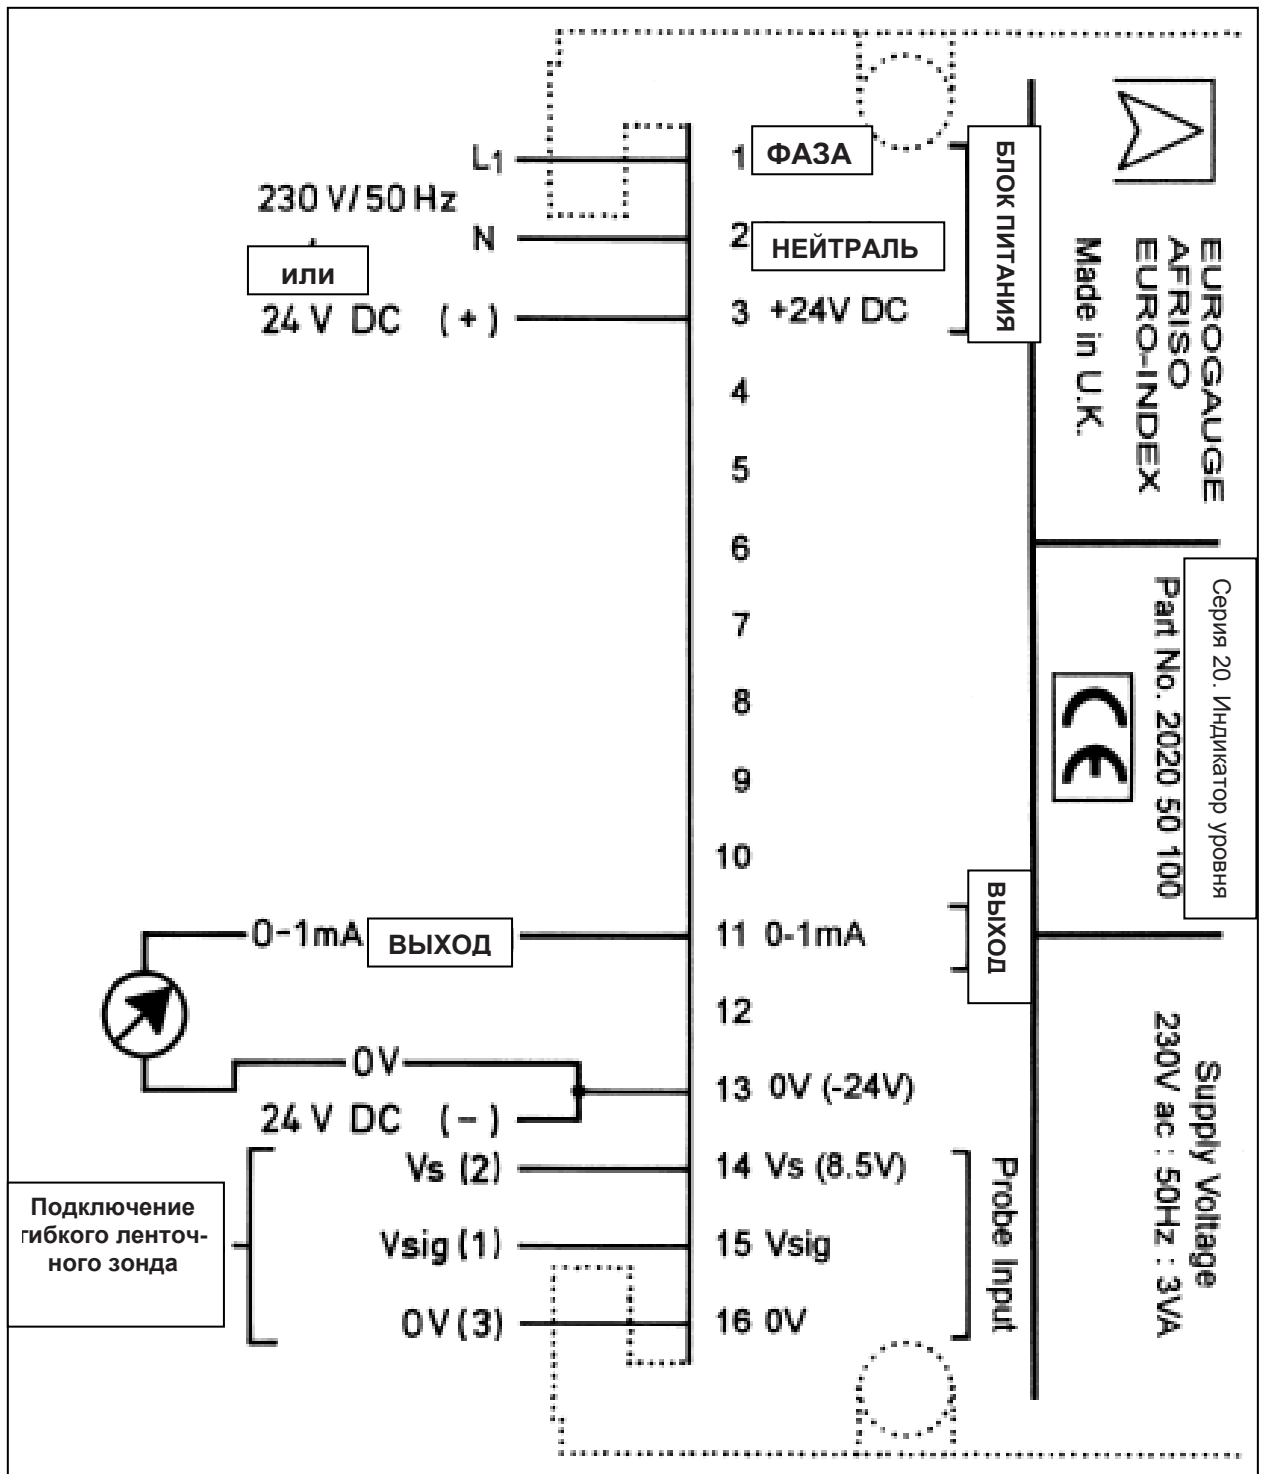 L1
1 ФАЗА
230 V/50 Hz
N
2 НЕЙТРАЛЬ
или
24 V DC (+)
3 +24V DC
БЛОК ПИТАНИЯ
4
5
6
7
8
9
10
0-1mA ВЫХОД
11 0-1mA
ВЫХОД
12
0V
13 0V (-24V)
24 V DC (-)
Vs (2)
14 Vs (8.5V)
Vsig (1)
15 Vsig
0V (3)
16 0V
Probe Input
Подключение
гибкого ленточ-
ного зонда
EUROGAUGE
AFRISO
EURO-INDEX
Made in U.K.
Серия 20. Индикатор уровня
Part No. 2020 50 100
CE
Supply Voltage
230V ac : 50Hz : 3VA